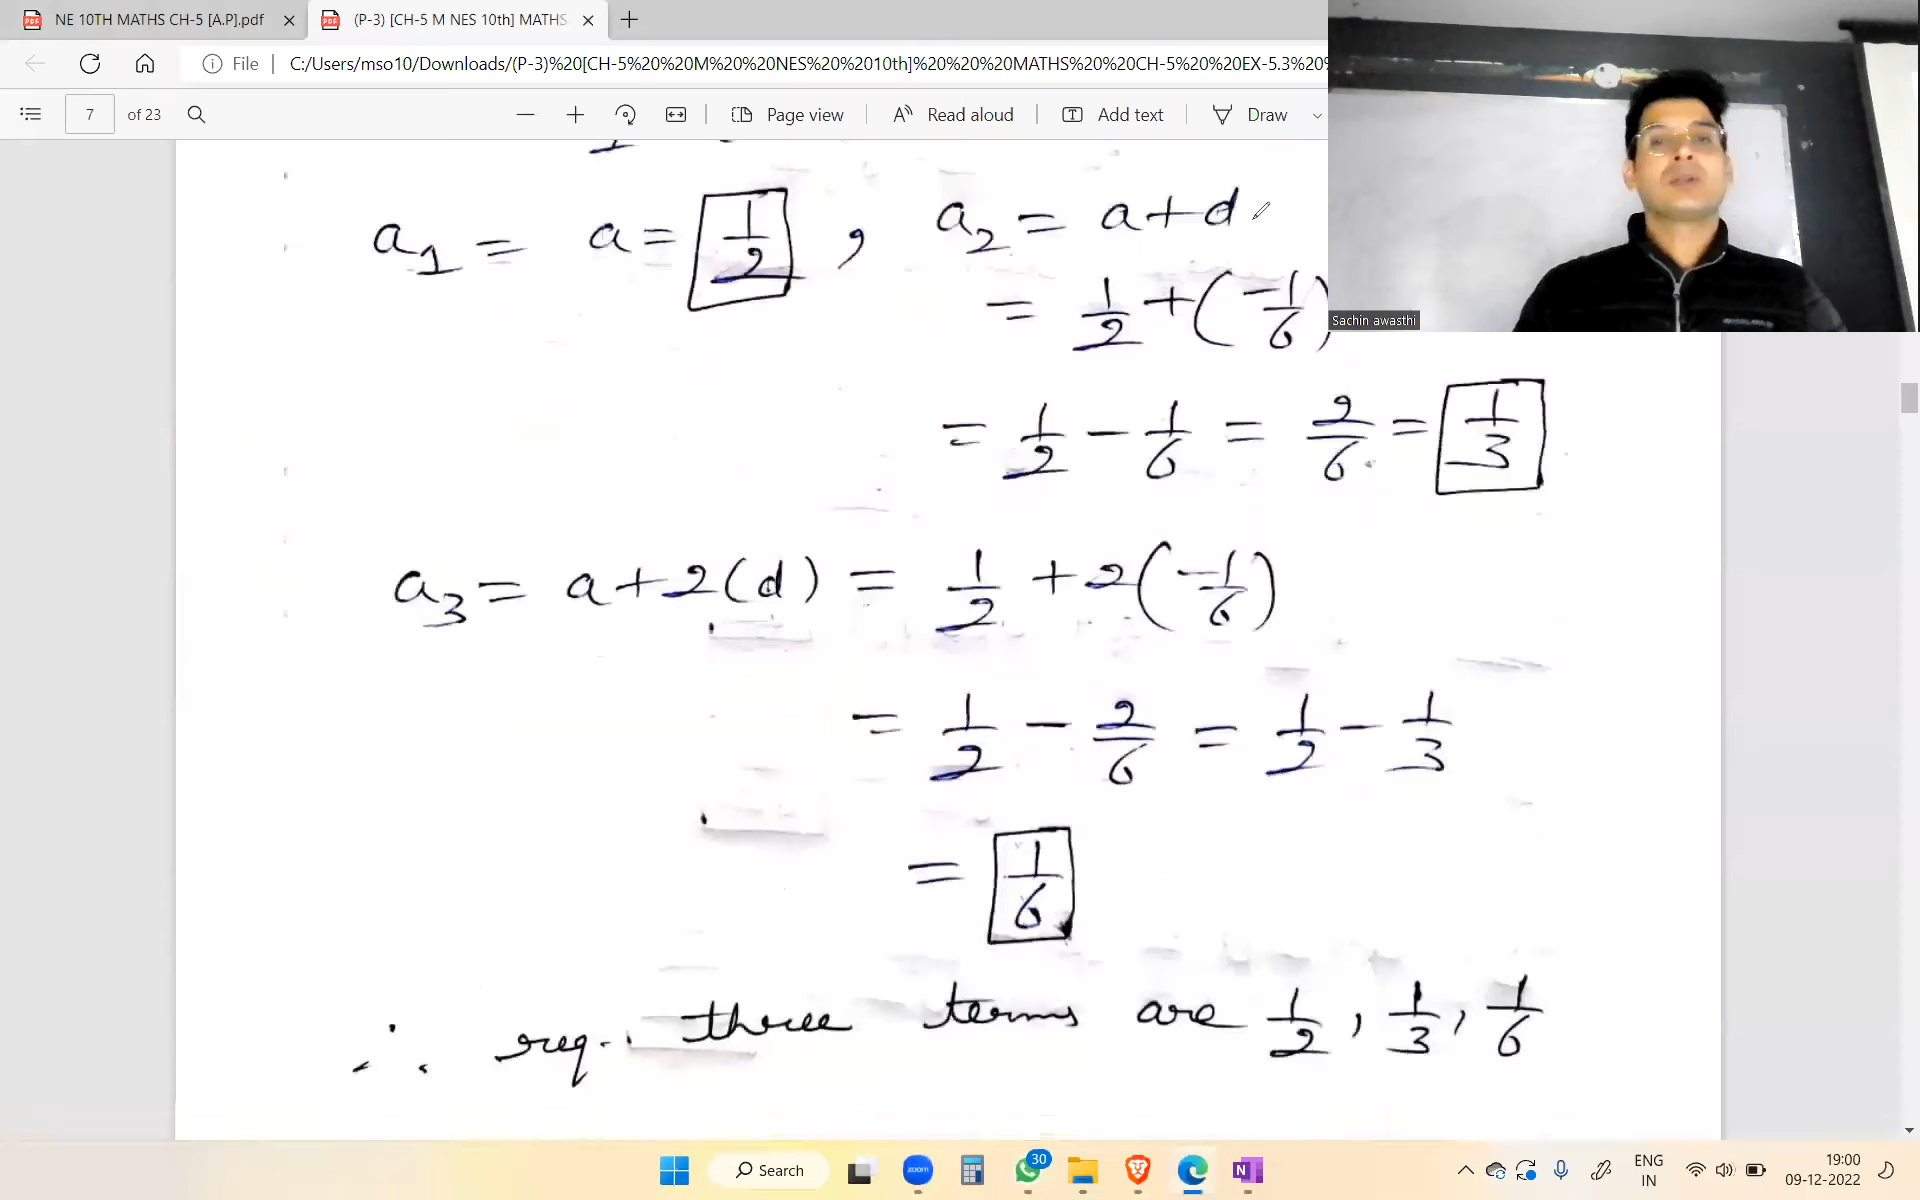 NE 10TH MATHS CH-5 [A.P].pdf
(P-3) [CH-5 M NES 10th] MATHS
File
C:/Users/mso10/Downloads/(P-3)%20[CH-5%20%20M%20%20NES%20%2010th]%20%20%20MATHS%20%20CH-5%20%20EX-5.3%20%
7 of 23
Page view
Read aloud
Add text
Draw
a₁ = a = 1/2 , a₂ = a+d
= 1/2 + (-1/6)
= 1/2 - 1/6 = 2/6 = 1/3
a₃ = a+2(d) = 1/2 + 2(-1/6)
= 1/2 - 2/6 = 1/2 - 1/3
= 1/6
∴ req. three terms are 1/2, 1/3, 1/6
Sachin awasthi
Search
zoom
30
N
ENG
IN
19:00
09-12-2022